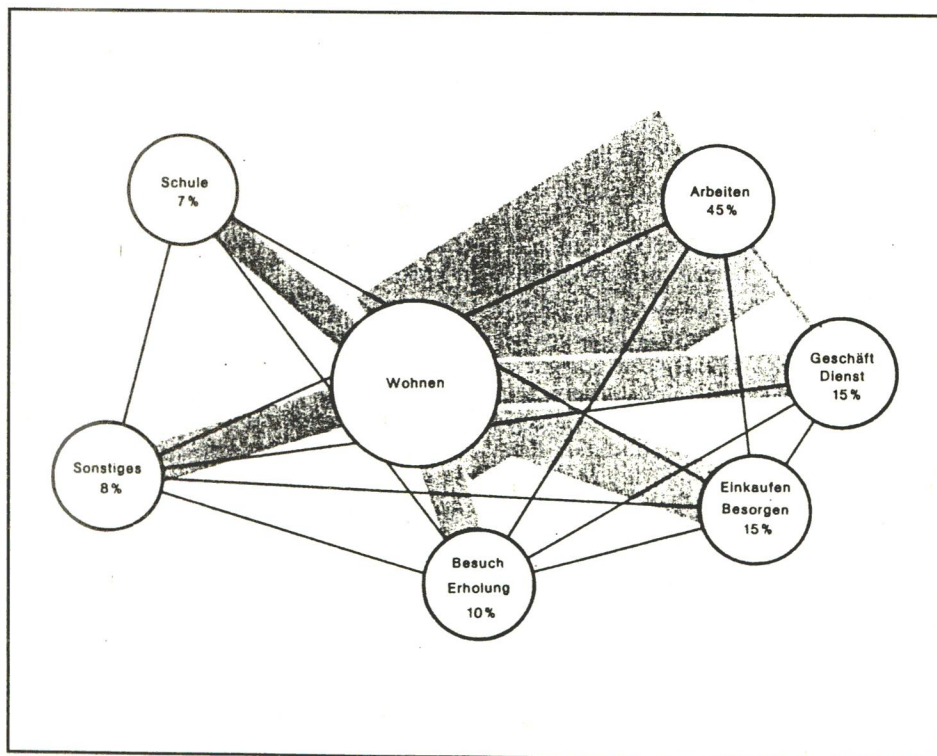 Schule
7%
Arbeiten
45%
Wohnen
Geschäft
Dienst
15%
Sonstiges
8%
Einkaufen
Besorgen
15%
Besuch
Erholung
10%